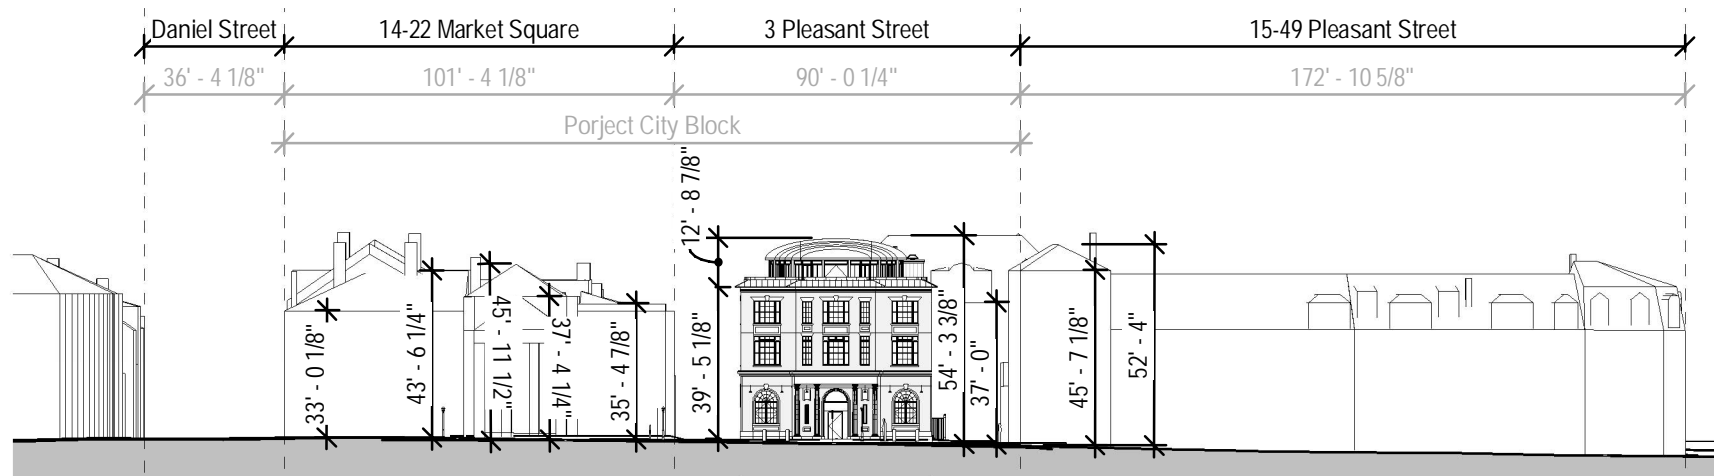 Daniel Street
14-22 Market Square
3 Pleasant Street
15-49 Pleasant Street
36' - 4 1/8"
101' - 4 1/8"
90' - 0 1/4"
172' - 10 5/8"
Porject City Block
33' - 0 1/8"
43' - 6 1/4"
45' - 11 1/2"
37' - 4 1/4"
35' - 4 7/8"
12' - 8 7/8"
39' - 5 1/8"
54' - 3 3/8"
37' - 0"
45' - 7 1/8"
52' - 4"